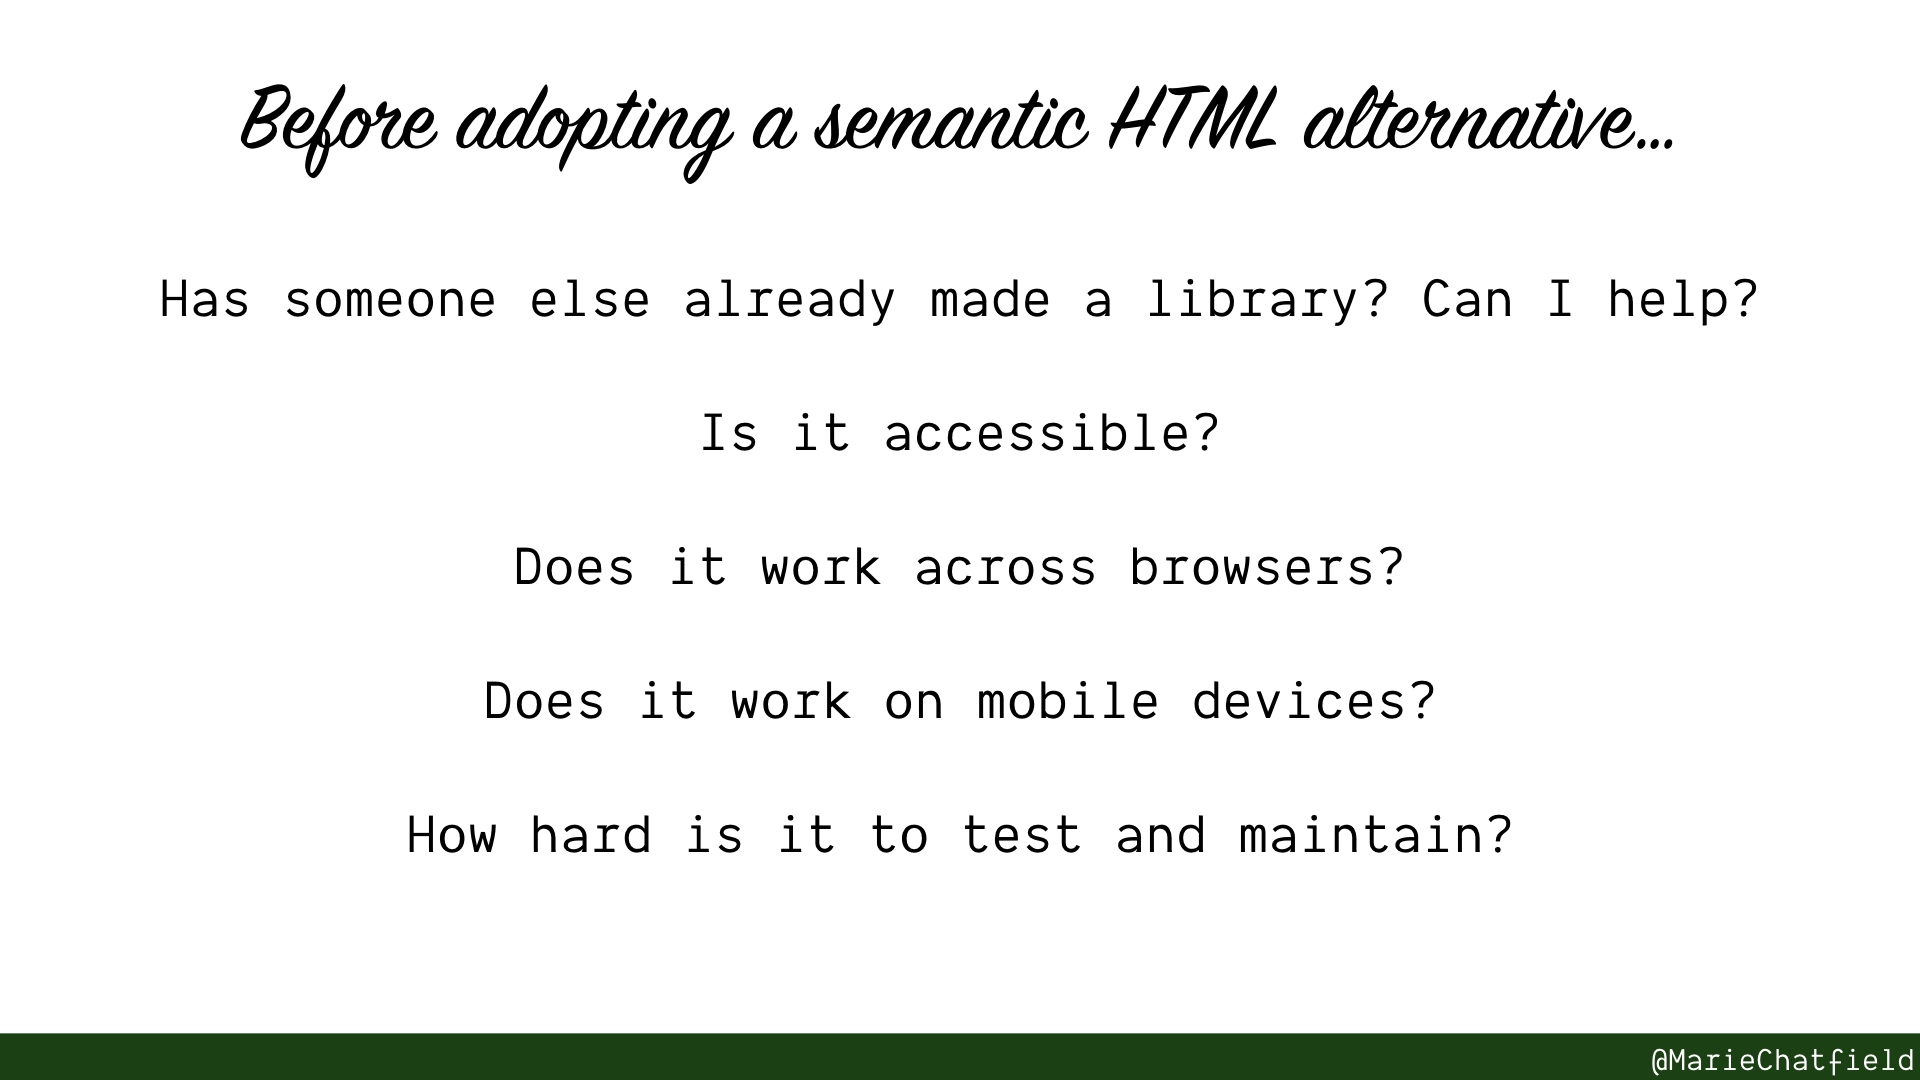 Before adopting a semantic HTML alternative...
Has someone else already made a library? Can I help?
Is it accessible?
Does it work across browsers?
Does it work on mobile devices?
How hard is it to test and maintain?
@MarieChatfield